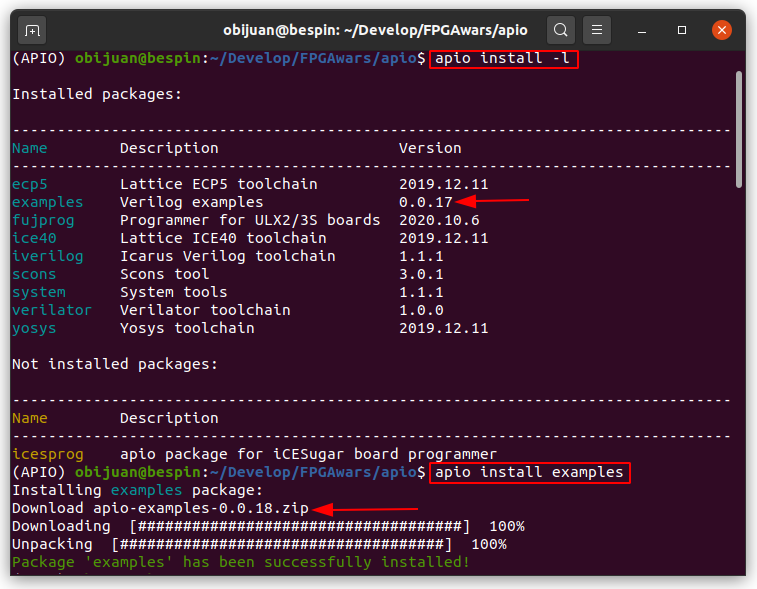 obijuan@bespin: ~/Develop/FPGAwars/apio
(APIO) obijuan@bespin:~/Develop/FPGAwars/apio$ apio install -l
Installed packages:
--------------------------------------------------------------------------------
Name Description Version
--------------------------------------------------------------------------------
ecp5 Lattice ECP5 toolchain 2019.12.11
examples Verilog examples 0.0.17
fujprog Programmer for ULX2/3S boards 2020.10.6
ice40 Lattice ICE40 toolchain 2019.12.11
iverilog Icarus Verilog toolchain 1.1.1
scons Scons tool 3.0.1
system System tools 1.1.1
verilator Verilator toolchain 1.0.0
yosys Yosys toolchain 2019.12.11
Not installed packages:
--------------------------------------------------------------------------------
Name Description
--------------------------------------------------------------------------------
icesprog apio package for iCESugar board programmer
(APIO) obijuan@bespin:~/Develop/FPGAwars/apio$ apio install examples
Installing examples package:
Download apio-examples-0.0.18.zip
Downloading [####################################] 100%
Unpacking [####################################] 100%
Package 'examples' has been successfully installed!